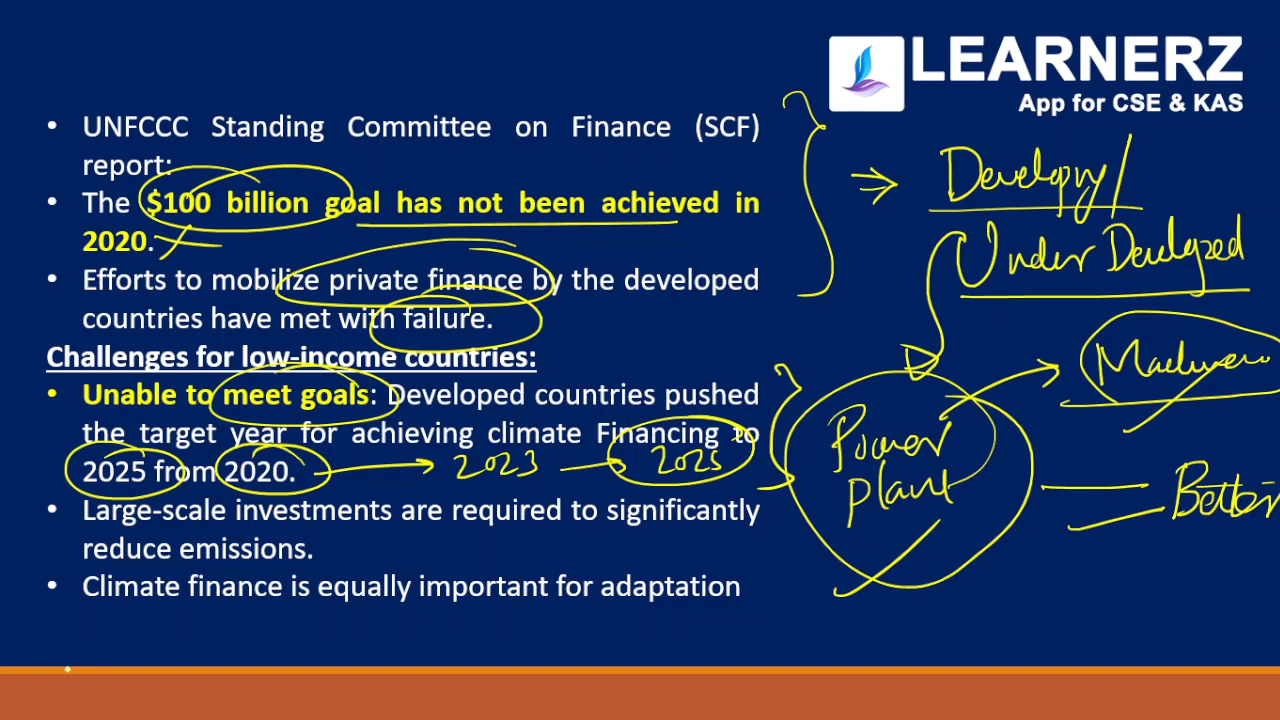 LEARNERZ
App for CSE & KAS
• UNFCCC Standing Committee on Finance (SCF)
report:
• The $100 billion goal has not been achieved in
2020.
• Efforts to mobilize private finance by the developed
countries have met with failure.
Challenges for low-income countries:
• Unable to meet goals: Developed countries pushed
the target year for achieving climate Financing to
2025 from 2020.
2023
2025
• Large-scale investments are required to significantly
reduce emissions.
• Climate finance is equally important for adaptation
Under Developed
Power
plant